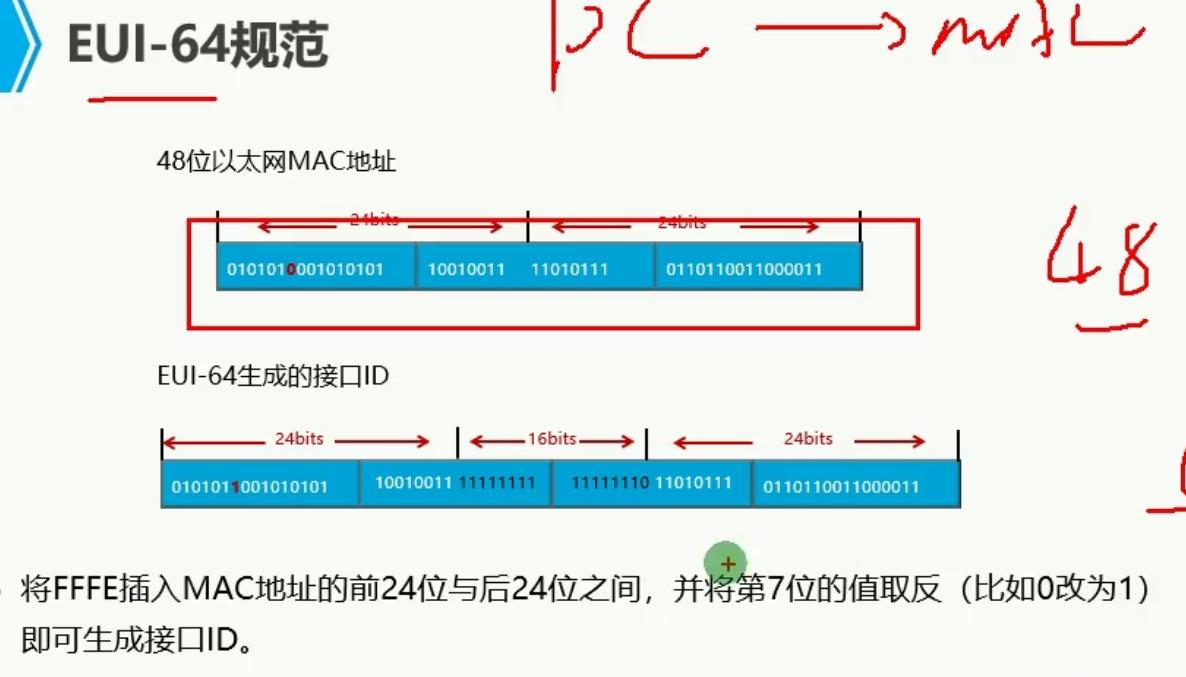 EUI-64规范
PC → MAC
48位以太网MAC地址
24bits 24bits
0101010001010101 10010011 11010111 0110110011000011
48
EUI-64生成的接口ID
24bits 16bits 24bits
0101011001010101 10010011 11111111 11111110 11010111 0110110011000011
将FFFE插入MAC地址的前24位与后24位之间，并将第7位的值取反（比如0改为1）
即可生成接口ID。